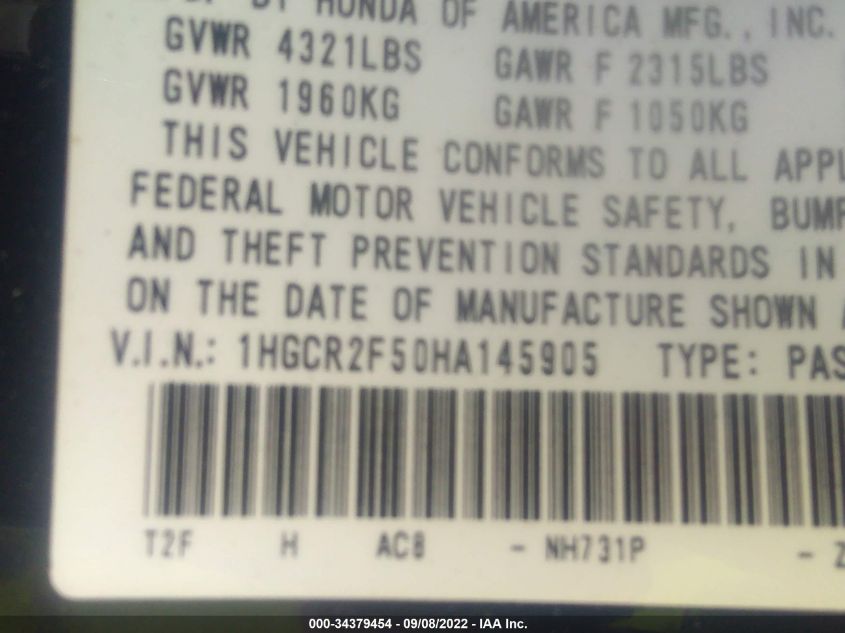 BY HONDA OF AMERICA MFG., INC.
GVWR 4321LBS GAWR F 2315LBS
GVWR 1960KG GAWR F 1050KG
THIS VEHICLE CONFORMS TO ALL APPL
FEDERAL MOTOR VEHICLE SAFETY, BUMP
AND THEFT PREVENTION STANDARDS IN
ON THE DATE OF MANUFACTURE SHOWN A
V.I.N.: 1HGCR2F50HA145905 TYPE: PAS
T2F H AC8 - NH731P - Z
000-34379454 - 09/08/2022 - IAA Inc.